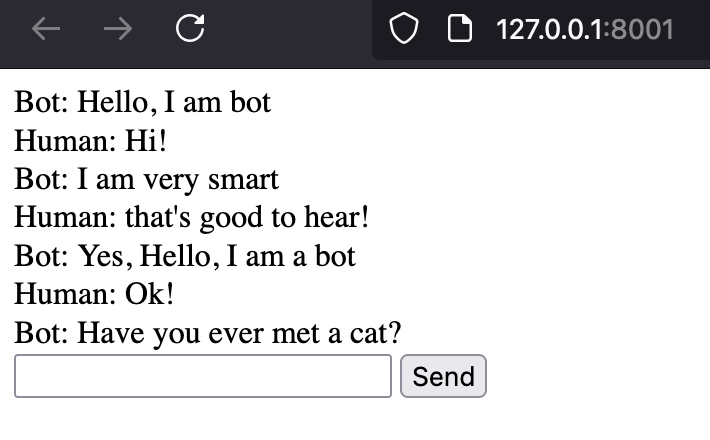 127.0.0.1:8001
Bot: Hello, I am bot
Human: Hi!
Bot: I am very smart
Human: that's good to hear!
Bot: Yes, Hello, I am a bot
Human: Ok!
Bot: Have you ever met a cat?
Send